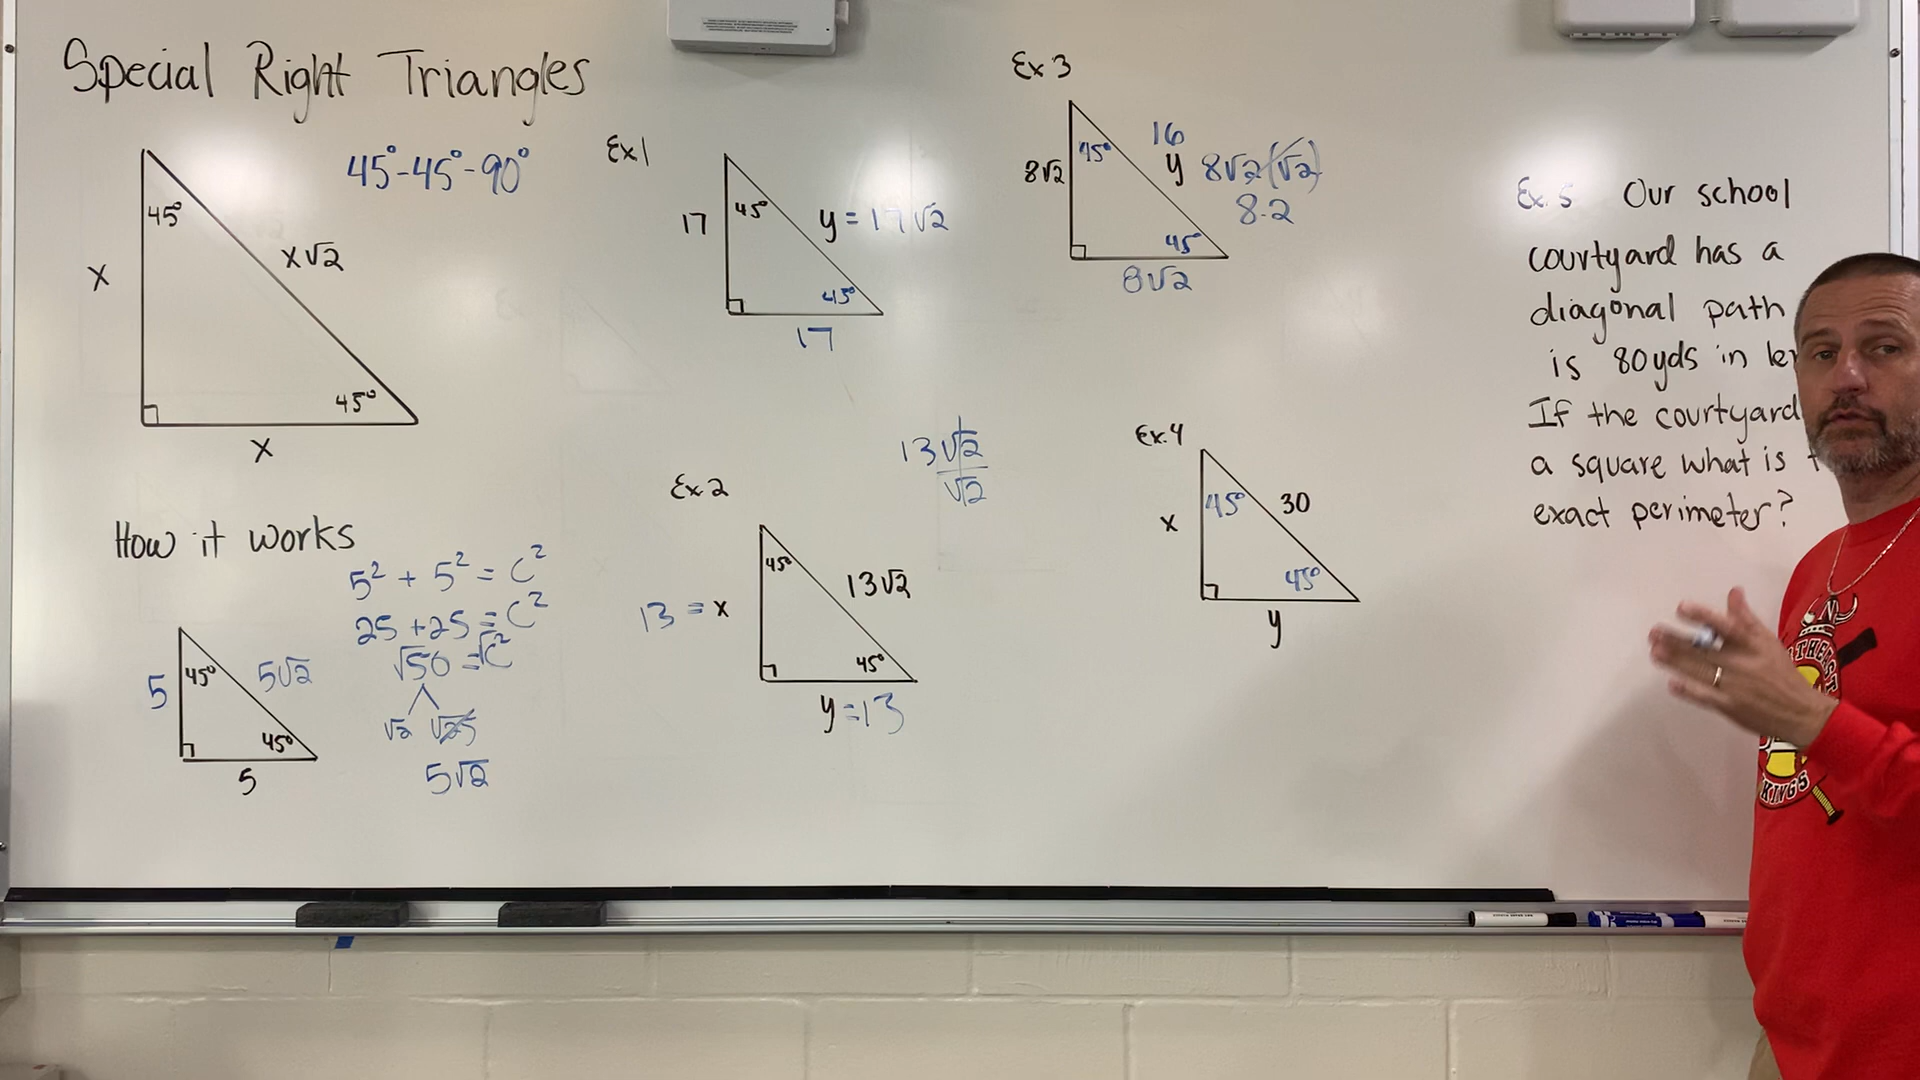 Special Right Triangles
45°-45°-90°
45°
x
x√2
45°
x
How it works
5² + 5² = C²
25 + 25 = C²
√50 = √C²
√2 √25
5√2
5
45°
5√2
45°
5
Ex 1
17
45°
y = 17√2
45°
17
Ex 2
13√2
√2
45°
13√2
13 = x
45°
y = 13
Ex 3
8√2
45°
16
y
8√2(√2)
8·2
45°
8√2
Ex. 4
45°
30
x
45°
y
Ex. 5 Our school
courtyard has a
diagonal path
is 80yds in
If the courtyard
a square what is
exact perimeter?
N
KINGS